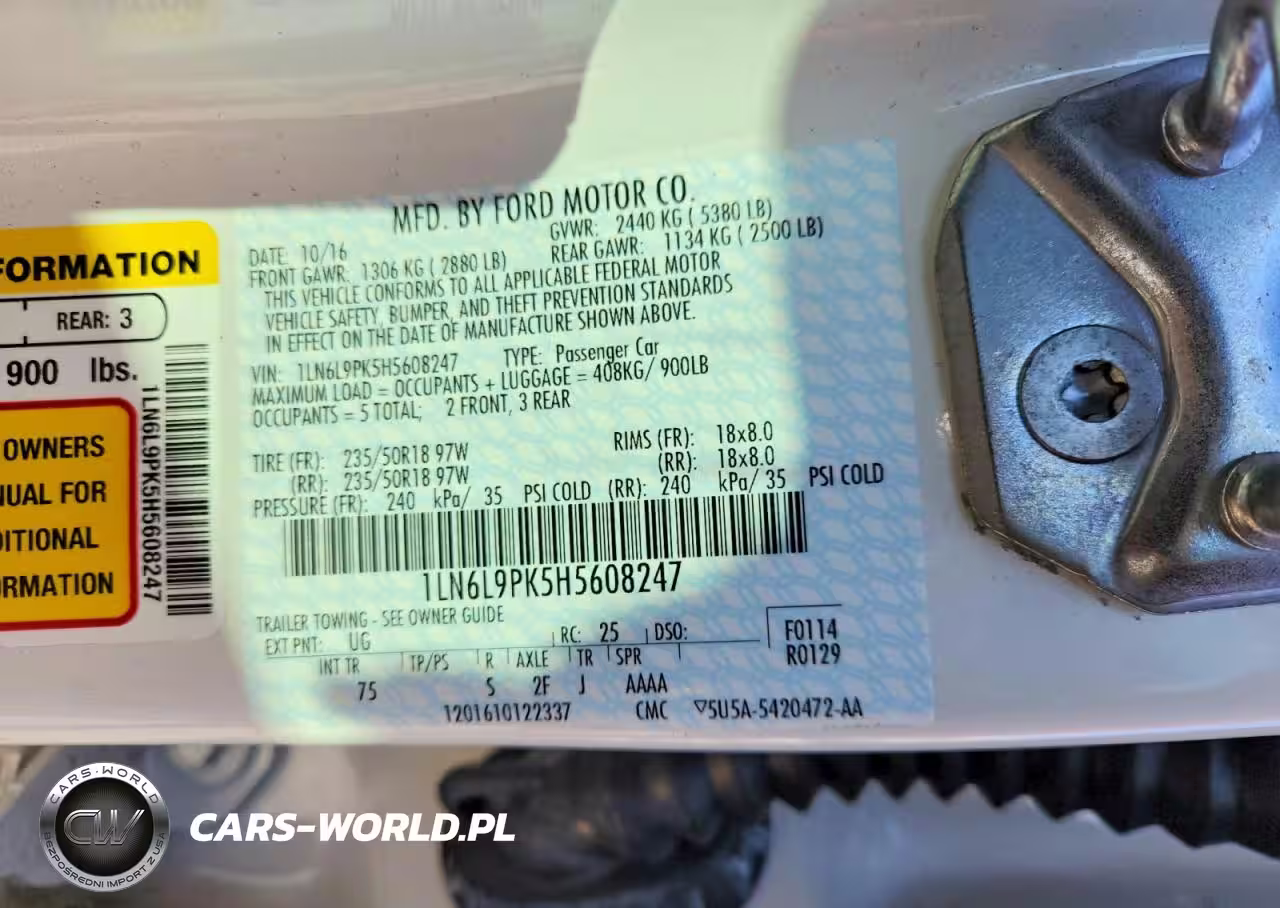 FORMATION
REAR: 3
900 lbs.
OWNERS
NUAL FOR
DITIONAL
ORMATION
1LN6L9PK5H5608247
MFD. BY FORD MOTOR CO.
DATE: 10/16 GVWR: 2440 KG ( 5380 LB)
FRONT GAWR: 1306 KG ( 2880 LB) REAR GAWR: 1134 KG ( 2500 LB)
THIS VEHICLE CONFORMS TO ALL APPLICABLE FEDERAL MOTOR
VEHICLE SAFETY, BUMPER, AND THEFT PREVENTION STANDARDS
IN EFFECT ON THE DATE OF MANUFACTURE SHOWN ABOVE.
VIN: 1LN6L9PK5H5608247 TYPE: Passenger Car
MAXIMUM LOAD = OCCUPANTS + LUGGAGE = 408KG/ 900LB
OCCUPANTS = 5 TOTAL; 2 FRONT, 3 REAR
TIRE (FR): 235/50R18 97W RIMS (FR): 18x8.0
(RR): 235/50R18 97W (RR): 18x8.0
PRESSURE (FR): 240 kPa/ 35 PSI COLD (RR): 240 kPa/ 35 PSI COLD
1LN6L9PK5H5608247
TRAILER TOWING - SEE OWNER GUIDE
EXT PNT: UG RC: 25 DSO: F0114
R0129
INT TR TP/PS R AXLE TR SPR
75 S 2F J AAAA
1201610122337 CMC ▽5U5A-5420472-AA
CARS-WORLD
CW
BEZPOŚREDNI IMPORT Z USA
CARS-WORLD.PL